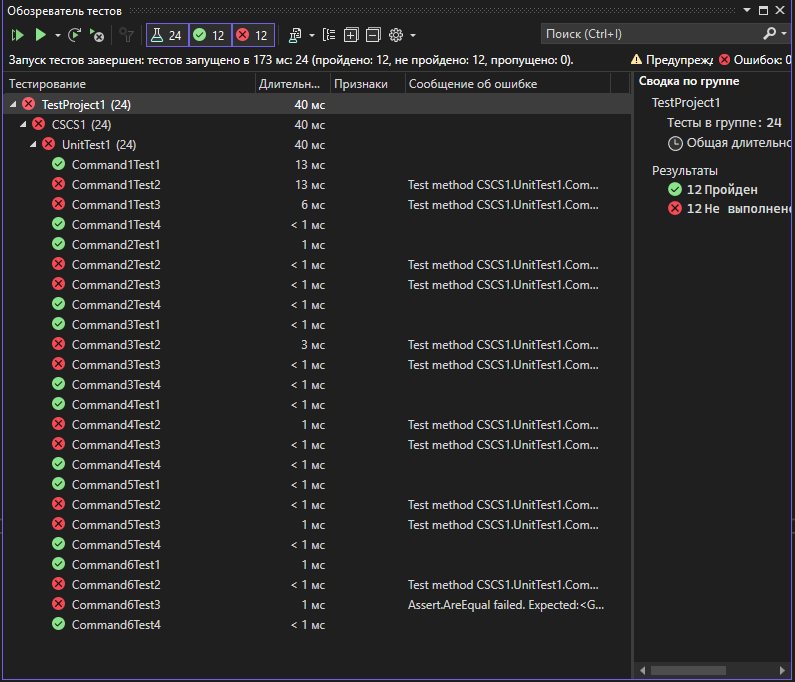 Обозреватель тестов
24 12 12 Поиск (Ctrl+I)
Запуск тестов завершен: тестов запущено в 173 мс: 24 (пройдено: 12, не пройдено: 12, пропущено: 0). Предупрежд Ошибок: 0
Тестирование Длительн... Признаки Сообщение об ошибке
TestProject1 (24) 40 мс
CSCS1 (24) 40 мс
UnitTest1 (24) 40 мс
Command1Test1 13 мс
Command1Test2 13 мс Test method CSCS1.UnitTest1.Com...
Command1Test3 6 мс Test method CSCS1.UnitTest1.Com...
Command1Test4 < 1 мс
Command2Test1 1 мс
Command2Test2 < 1 мс Test method CSCS1.UnitTest1.Com...
Command2Test3 < 1 мс Test method CSCS1.UnitTest1.Com...
Command2Test4 < 1 мс
Command3Test1 < 1 мс
Command3Test2 3 мс Test method CSCS1.UnitTest1.Com...
Command3Test3 < 1 мс Test method CSCS1.UnitTest1.Com...
Command3Test4 < 1 мс
Command4Test1 < 1 мс
Command4Test2 1 мс Test method CSCS1.UnitTest1.Com...
Command4Test3 < 1 мс Test method CSCS1.UnitTest1.Com...
Command4Test4 < 1 мс
Command5Test1 < 1 мс
Command5Test2 < 1 мс Test method CSCS1.UnitTest1.Com...
Command5Test3 1 мс Test method CSCS1.UnitTest1.Com...
Command5Test4 < 1 мс
Command6Test1 1 мс
Command6Test2 < 1 мс Test method CSCS1.UnitTest1.Com...
Command6Test3 1 мс Assert.AreEqual failed. Expected:<G...
Command6Test4 < 1 мс
Сводка по группе
TestProject1
Тесты в группе: 24
Общая длительно
Результаты
12 Пройден
12 Не выполнено